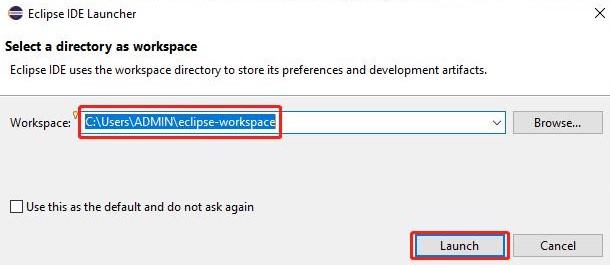 Eclipse IDE Launcher
Select a directory as workspace
Eclipse IDE uses the workspace directory to store its preferences and development artifacts.
Workspace: C:\Users\ADMIN\eclipse-workspace Browse...
Use this as the default and do not ask again
Launch Cancel